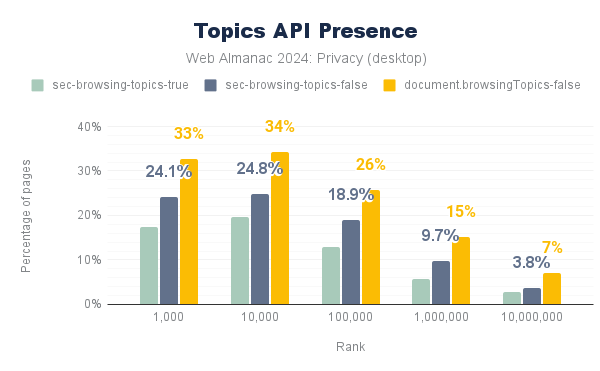 Topics API Presence
Web Almanac 2024: Privacy (desktop)
sec-browsing-topics-true sec-browsing-topics-false document.browsingTopics-false
Percentage of pages
40%
30%
20%
10%
0%
24.1% 33%
24.8% 34%
18.9% 26%
9.7% 15%
3.8% 7%
1,000 10,000 100,000 1,000,000 10,000,000
Rank